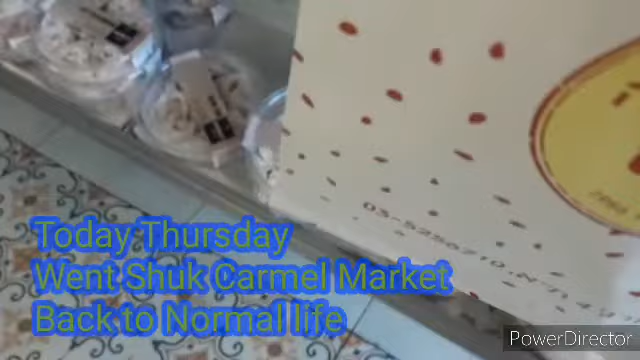 Today Thursday
Went Shuk Carmel Market
Back to Normal life
PowerDirector